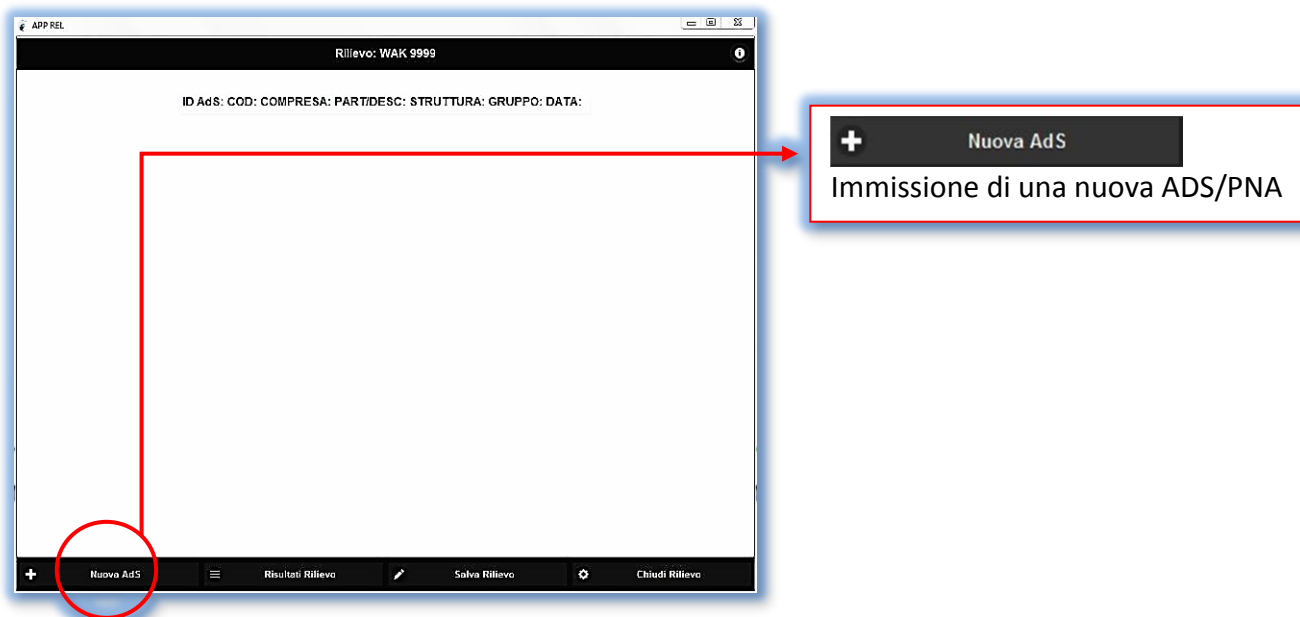 APP REL
Rilievo: WAK 9999
ID AdS: COD: COMPRESA: PART/DESC: STRUTTURA: GRUPPO: DATA:
Nuova AdS
Immissione di una nuova ADS/PNA
Nuova AdS Risultati Rilievo Salva Rilievo Chiudi Rilievo